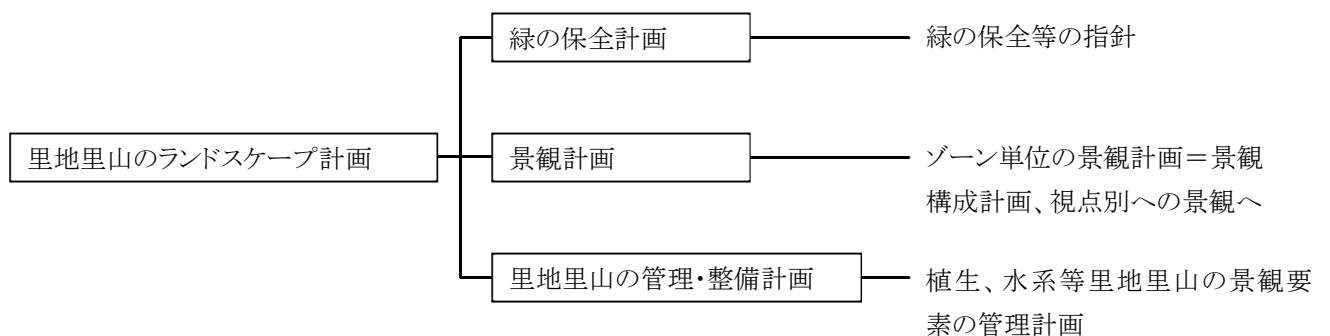 緑の保全計画
緑の保全等の指針
里地里山のランドスケープ計画
景観計画
ゾーン単位の景観計画＝景観
構成計画、視点別への景観へ
里地里山の管理・整備計画
植生、水系等里地里山の景観要
素の管理計画